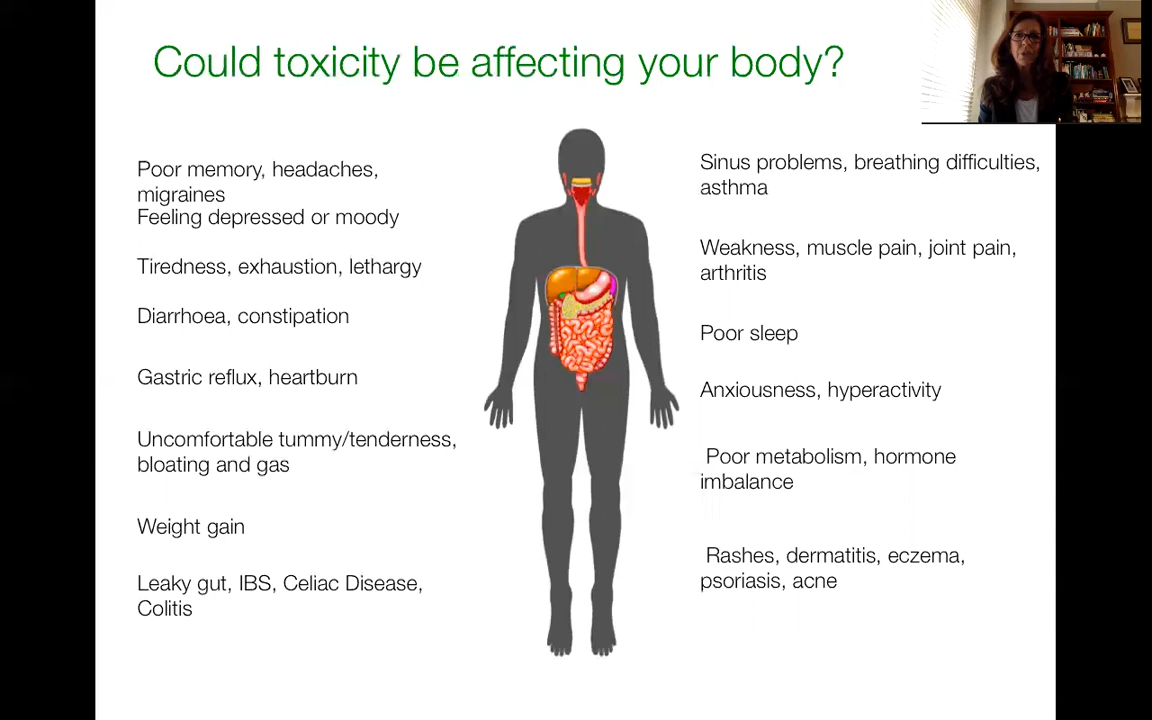 Could toxicity be affecting your body?
Poor memory, headaches,
migraines
Feeling depressed or moody
Tiredness, exhaustion, lethargy
Diarrhoea, constipation
Gastric reflux, heartburn
Uncomfortable tummy/tenderness,
bloating and gas
Weight gain
Leaky gut, IBS, Celiac Disease,
Colitis
Sinus problems, breathing difficulties,
asthma
Weakness, muscle pain, joint pain,
arthritis
Poor sleep
Anxiousness, hyperactivity
Poor metabolism, hormone
imbalance
Rashes, dermatitis, eczema,
psoriasis, acne